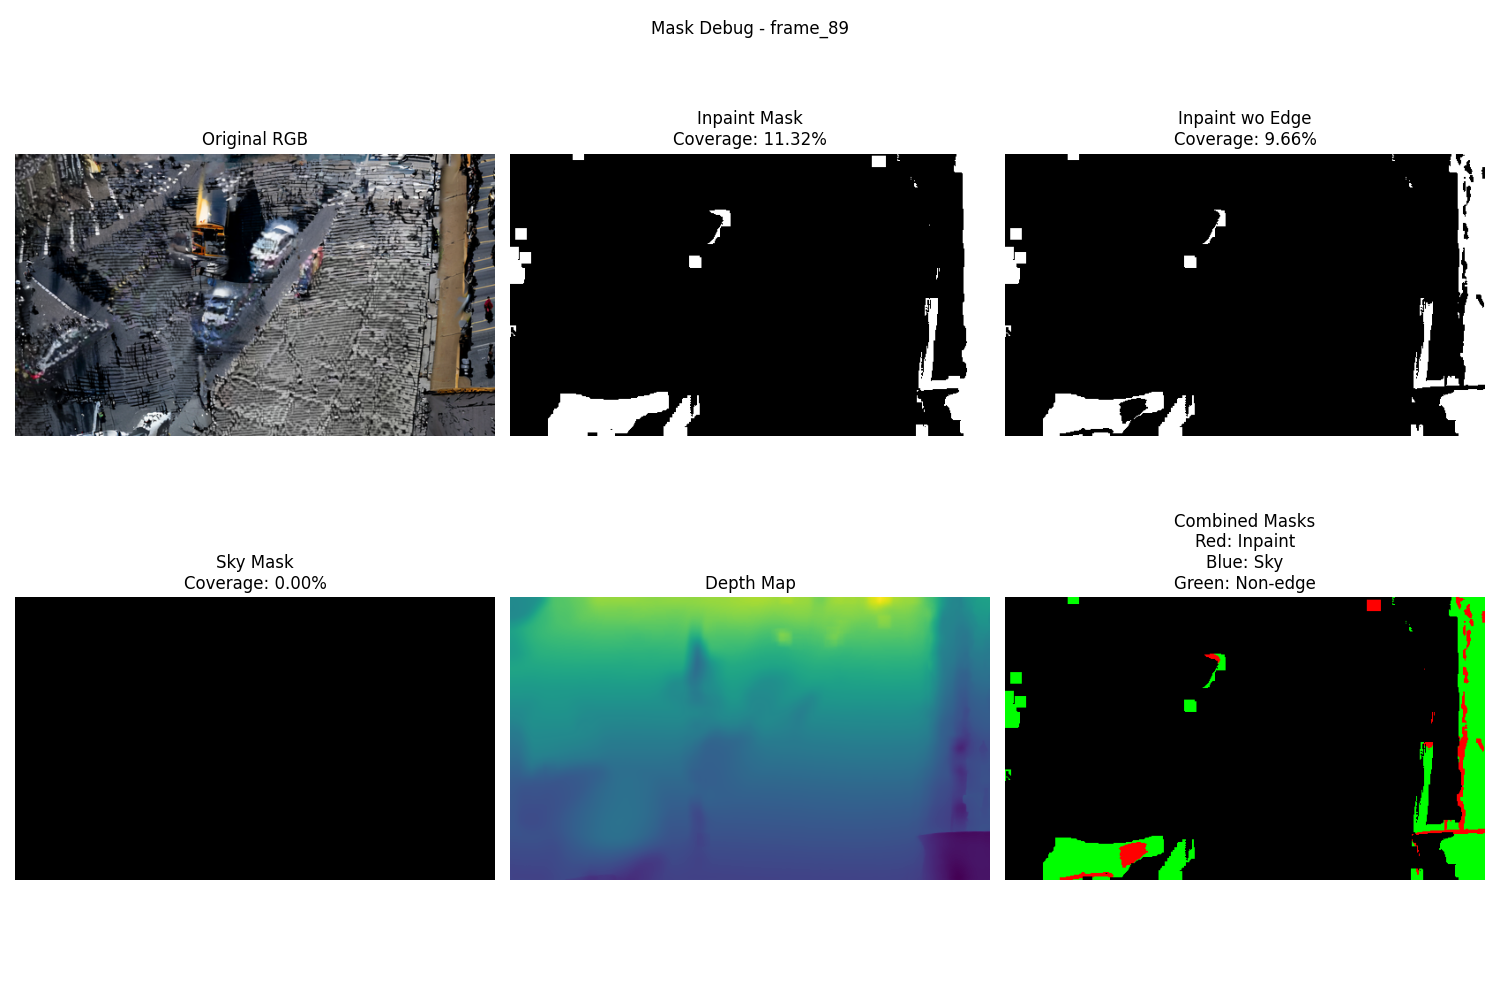 Mask Debug - frame_89
Original RGB
Inpaint Mask
Coverage: 11.32%
Inpaint wo Edge
Coverage: 9.66%
Sky Mask
Coverage: 0.00%
Depth Map
Combined Masks
Red: Inpaint
Blue: Sky
Green: Non-edge